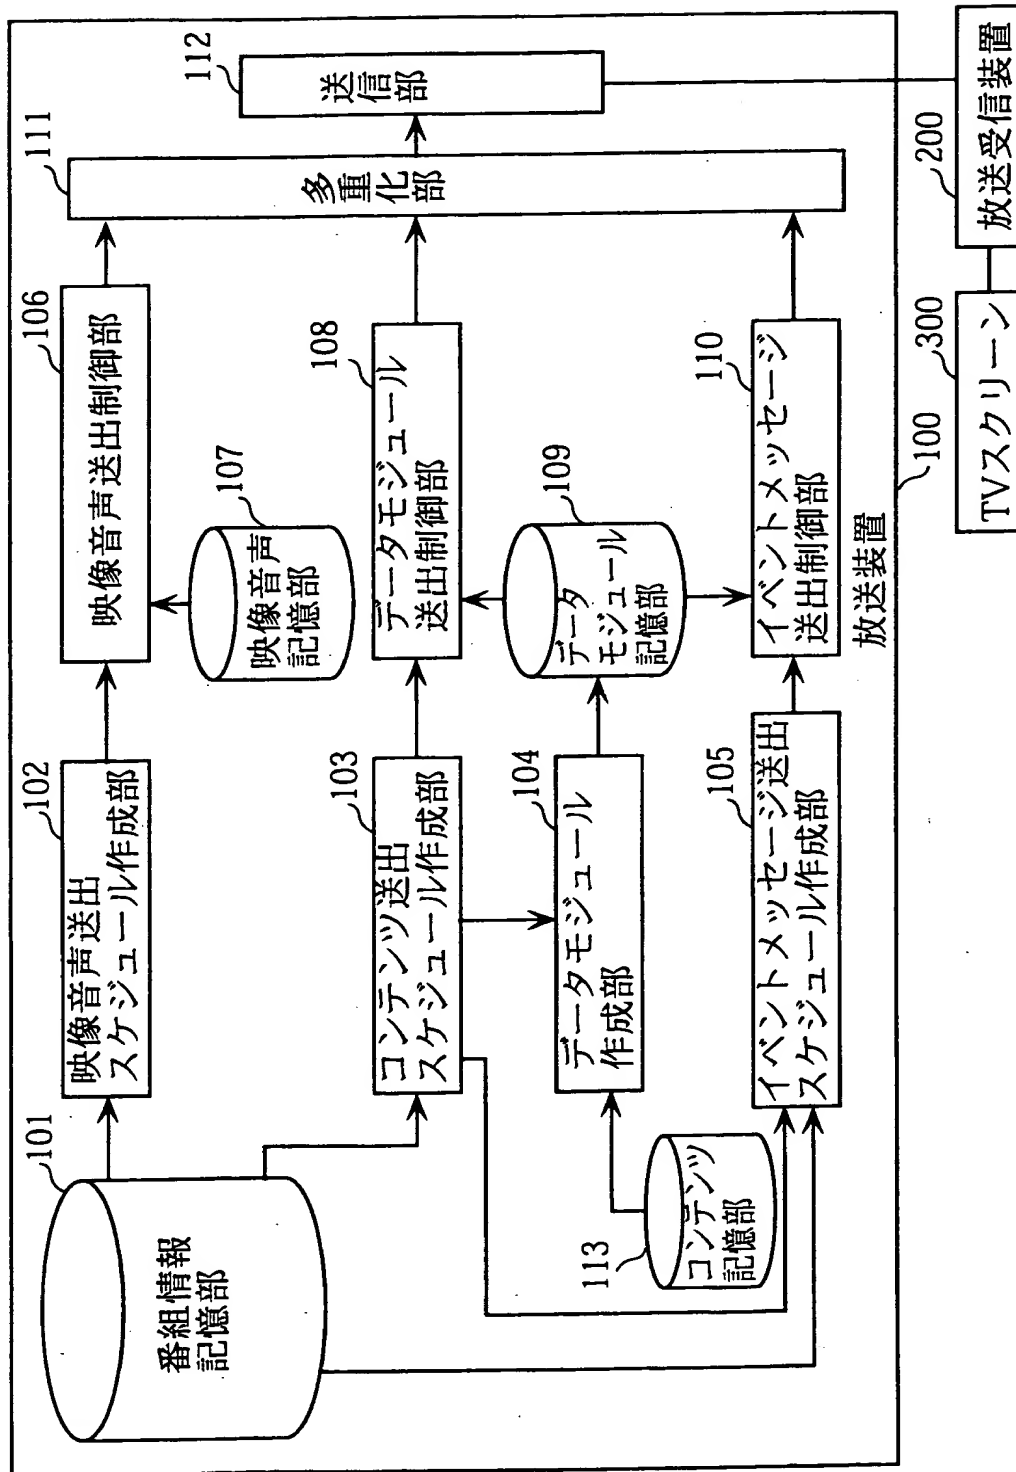 101
番組情報
記憶部
102
映像音声送出
スケジュール作成部
103
コンテンツ送出
スケジュール作成部
104
データモジュール
作成部
113
コンテンツ
記憶部
105
イベントメッセージ送出
スケジュール作成部
106
映像音声送出制御部
107
映像音声
記憶部
108
データモジュール
送出制御部
109
データ
モジュール
記憶部
110
イベントメッセージ
送出制御部
111
多重化部
112
送信部
放送装置
100
200
放送受信装置
300
TVスクリーン